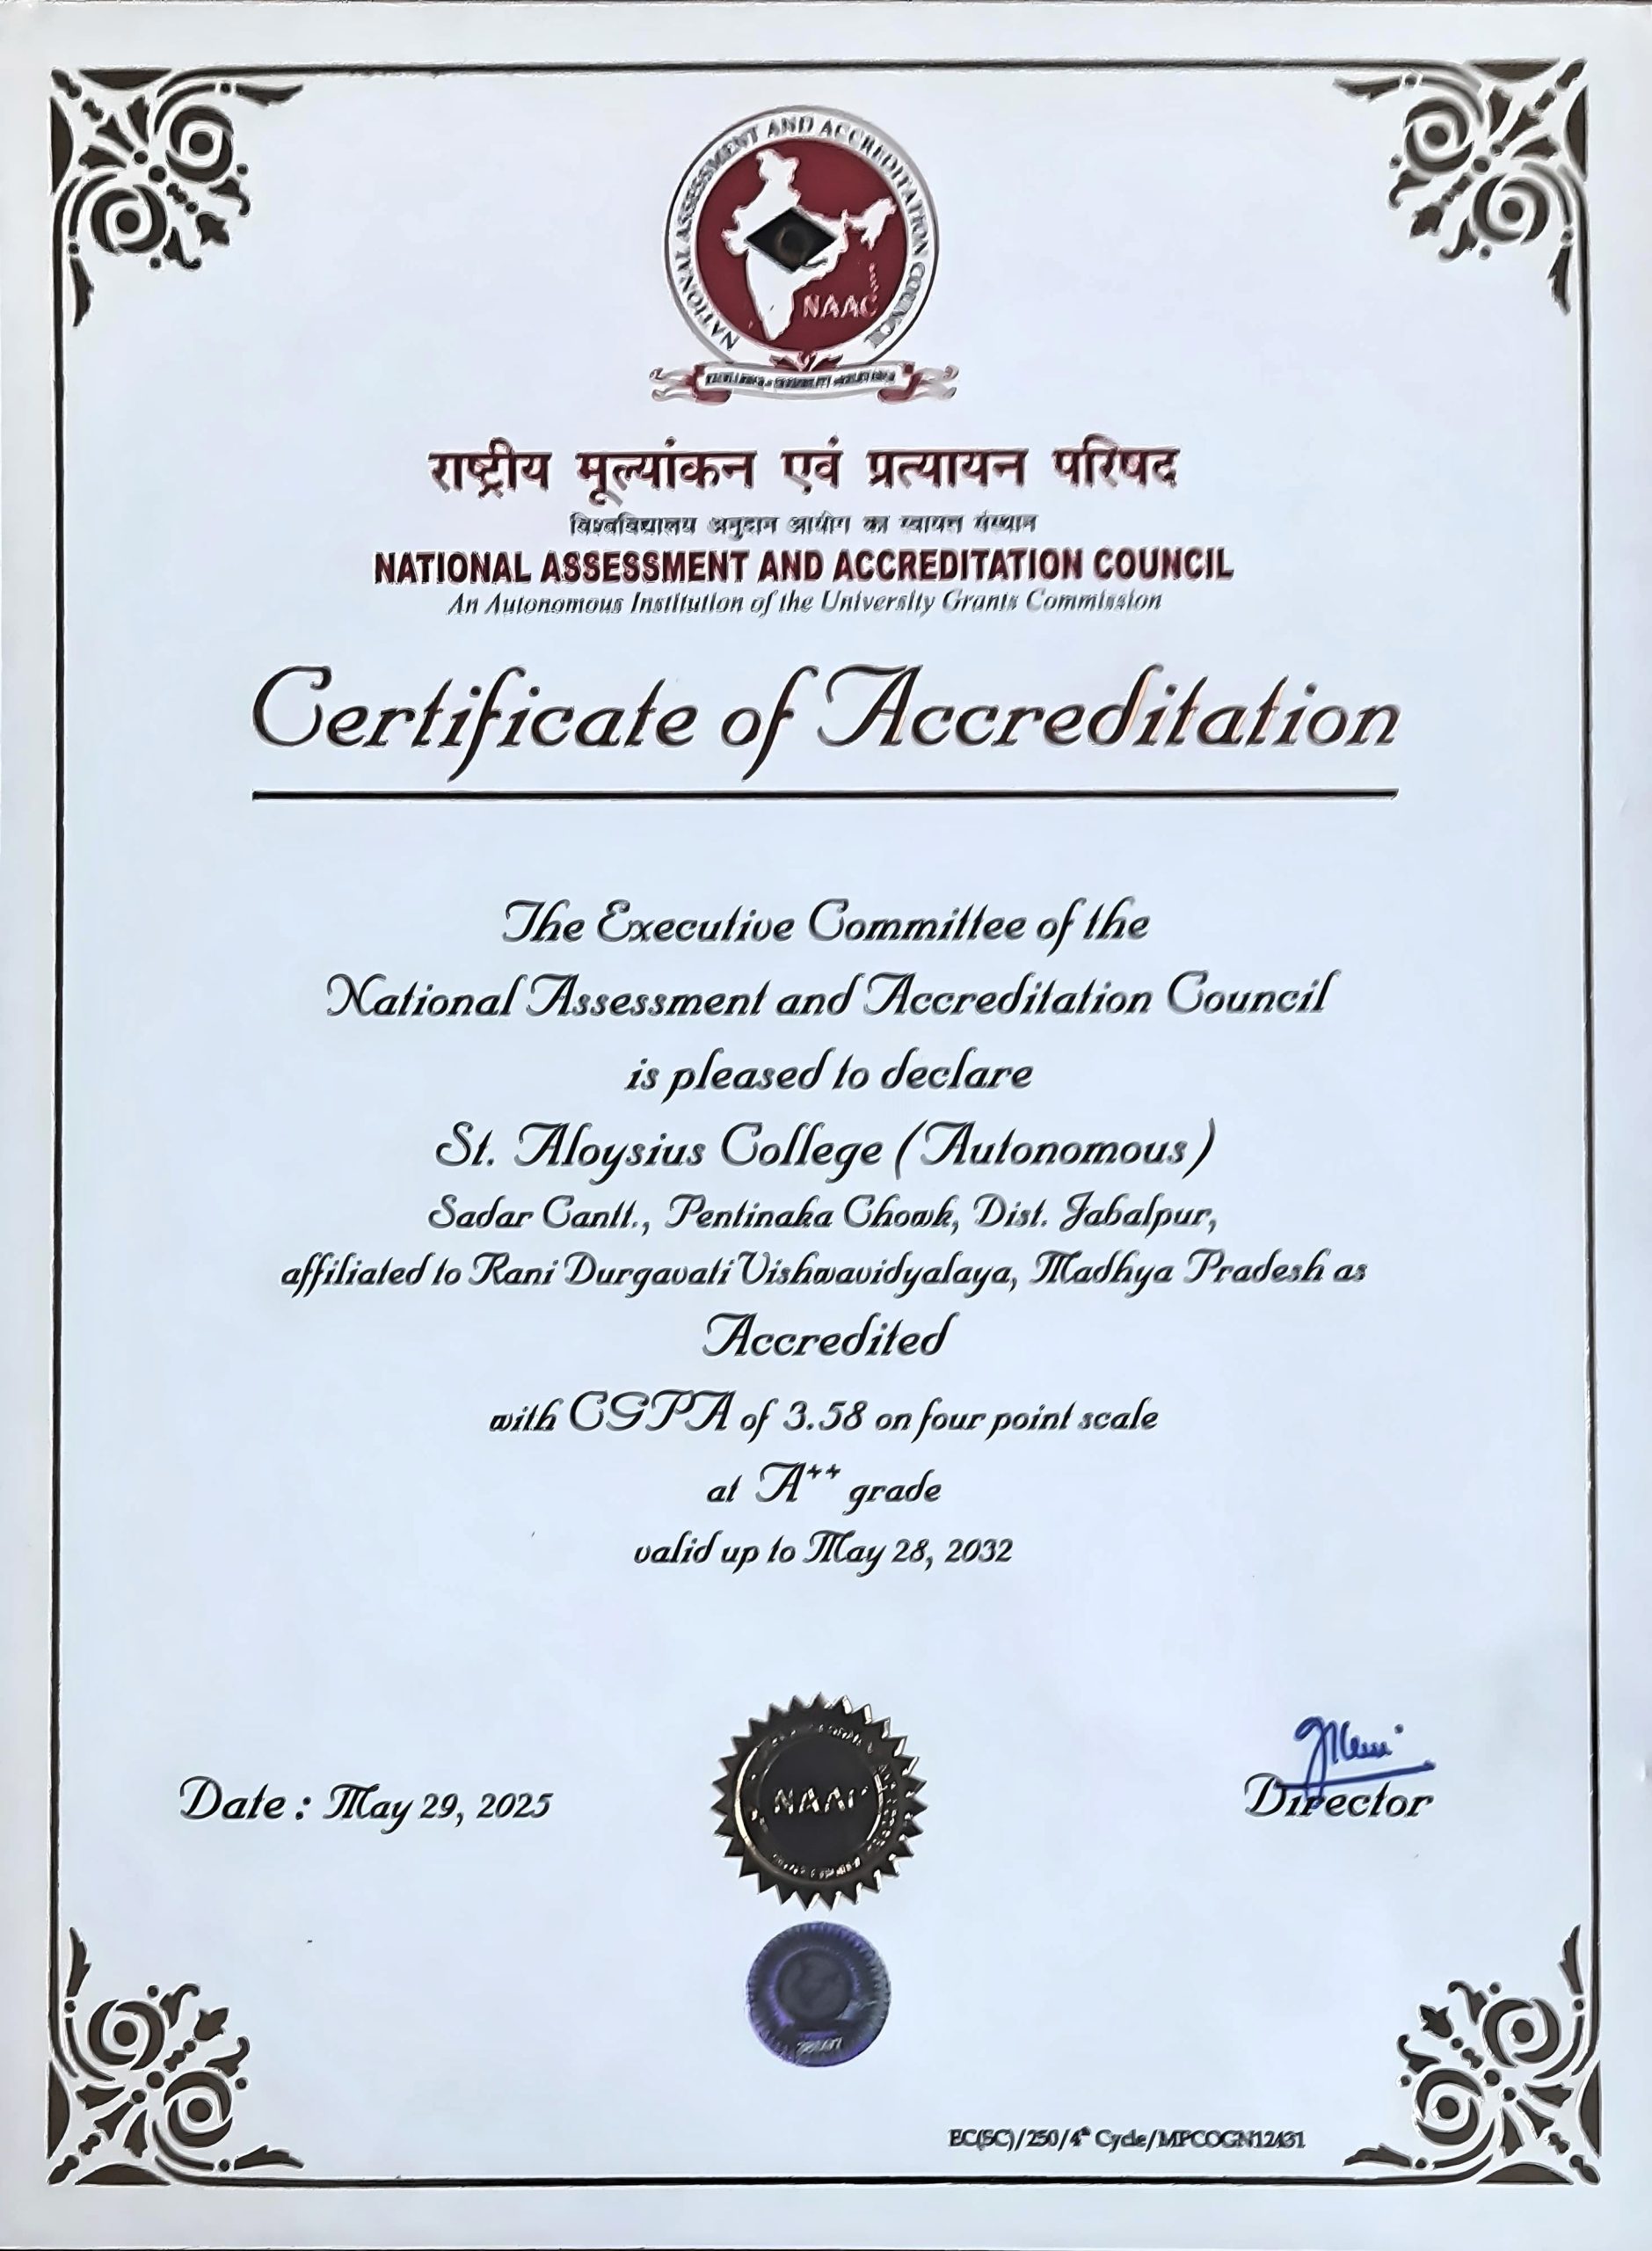 NATIONAL ASSESSMENT AND ACCREDITATION COUNCIL
NAAC
राष्ट्रीय मूल्यांकन एवं प्रत्यायन परिषद
विश्वविद्यालय अनुदान आयोग का स्वायत्त संस्थान
NATIONAL ASSESSMENT AND ACCREDITATION COUNCIL
An Autonomous Institution of the University Grants Commission
Certificate of Accreditation
The Executive Committee of the
National Assessment and Accreditation Council
is pleased to declare
St. Aloysius College (Autonomous)
Sadar Cantt., Pentinaka Chowk, Dist. Jabalpur,
affiliated to Rani Durgavati Vishwavidyalaya, Madhya Pradesh as
Accredited
with CGPA of 3.58 on four point scale
at A++ grade
valid up to May 28, 2032
Date : May 29, 2025
NAAC
Director
EC(SC)/250/4th Cycle/MPCOGN12431